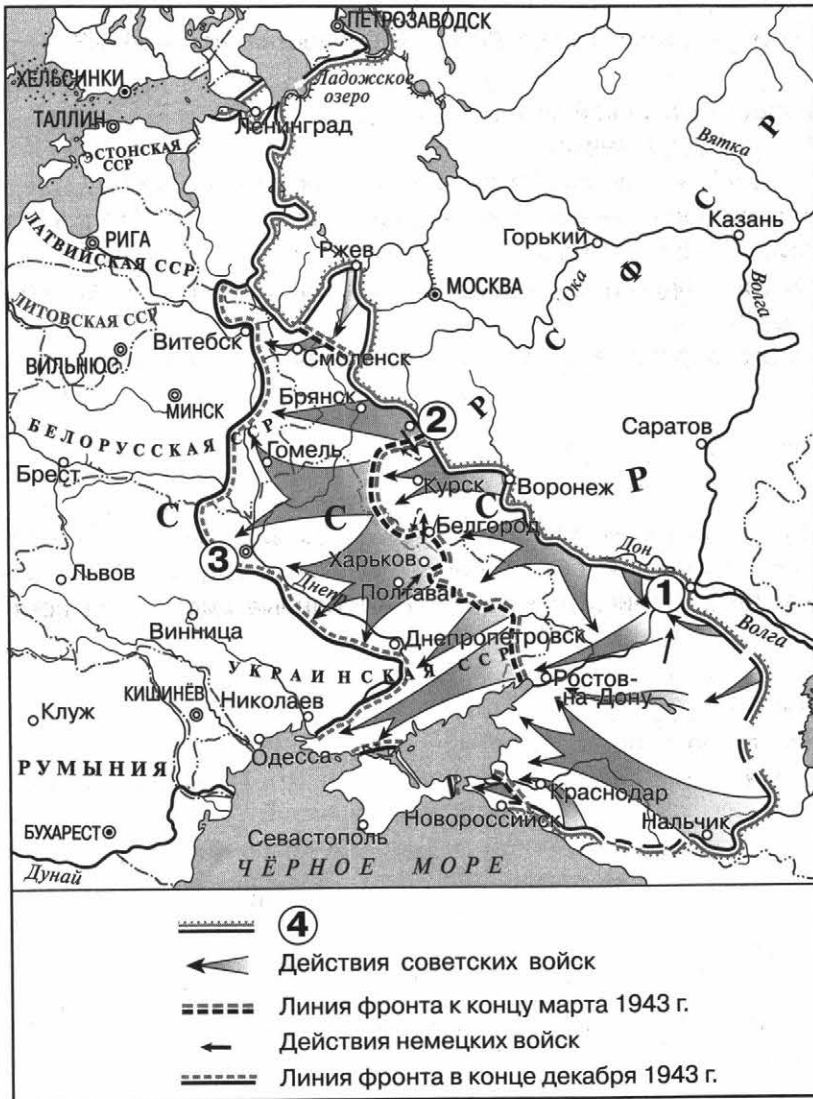 ПЕТРОЗАВОДСК
ХЕЛЬСИНКИ
Ладожское
озеро
ТАЛЛИН
Ленинград
ЭСТОНСКАЯ
ССР
Вятка
Р
С
Казань
РИГА
Ржев
Горький
ЛАТВИЙСКАЯ ССР
МОСКВА
Ока
Ф
Волга
ЛИТОВСКАЯ ССР
Витебск
С
Смоленск
ВИЛЬНЮС
МИНСК
Брянск
2
Р
Саратов
БЕЛОРУССКАЯ ССР
Гомель
Брест
Курск
Воронеж
Р
С
С
С
Белгород
3
Харьков
Дон
1
Львов
Днепр
Полтава
Волга
Винница
Днепропетровск
УКРАИНСКАЯ ССР
Ростов-
на-Дону
КИШИНЁВ
Николаев
Клуж
Одесса
РУМЫНИЯ
Краснодар
Новороссийск
Нальчик
БУХАРЕСТ
Севастополь
Дунай
ЧЁРНОЕ МОРЕ
4
Действия советских войск
Линия фронта к концу марта 1943 г.
Действия немецких войск
Линия фронта в конце декабря 1943 г.